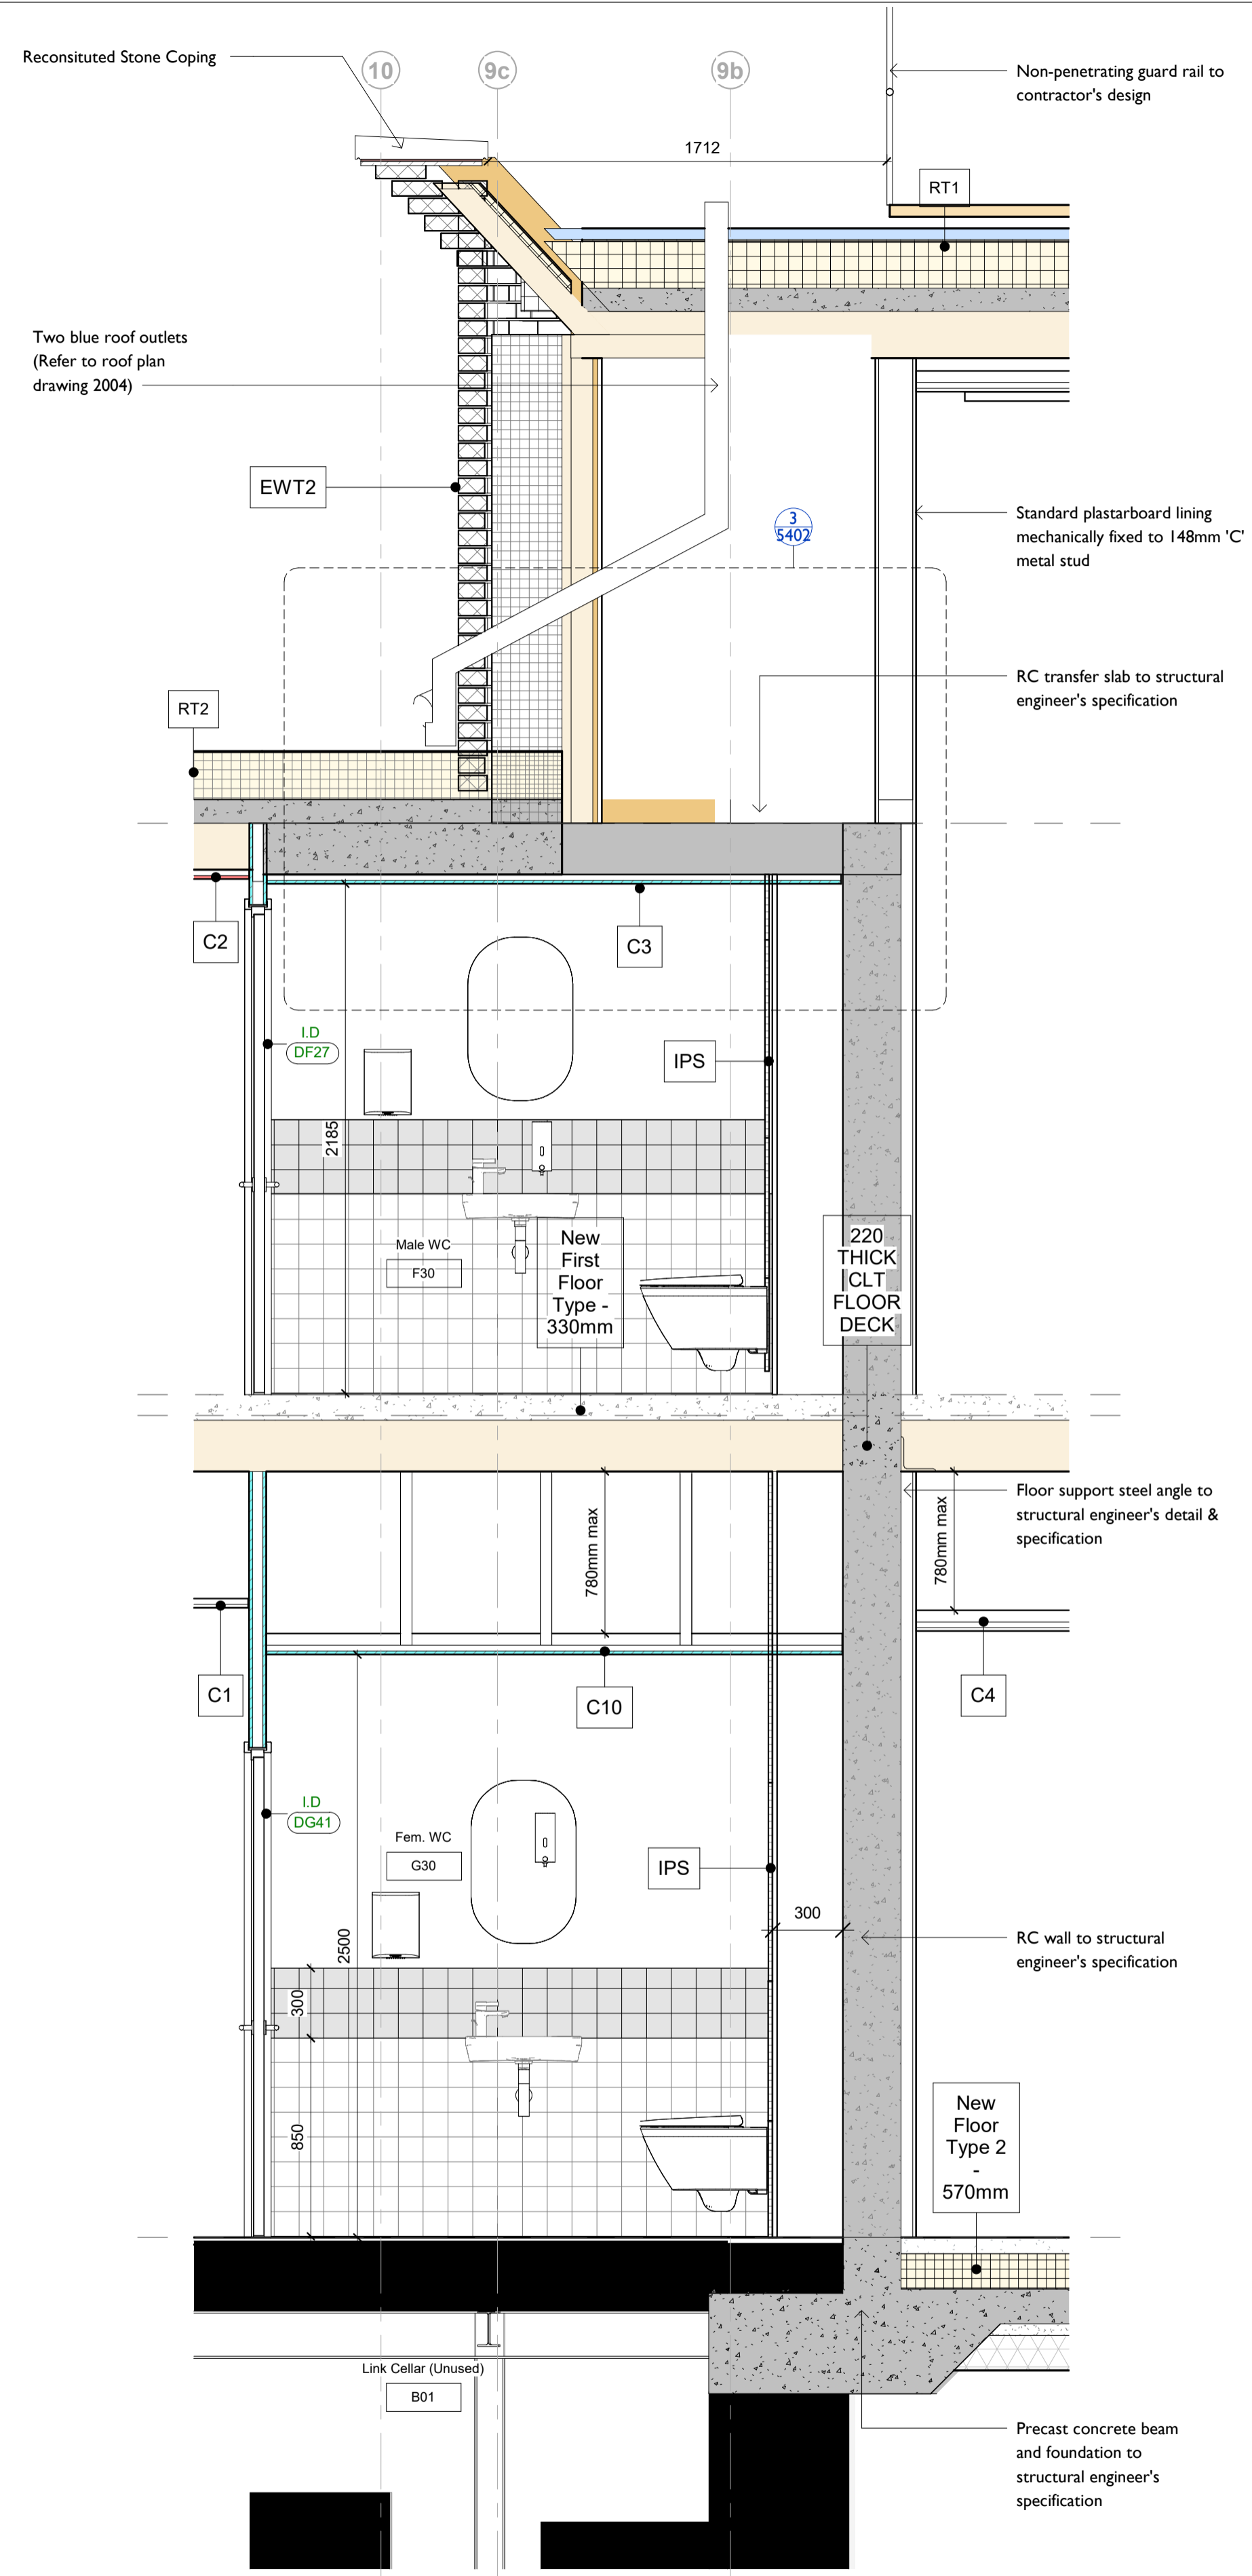 Reconsituted Stone Coping
10
9c
9b
Non-penetrating guard rail to
contractor's design
1712
RT1
Two blue roof outlets
(Refer to roof plan
drawing 2004)
EWT2
3
5402
Standard plastarboard lining
mechanically fixed to 148mm 'C'
metal stud
RC transfer slab to structural
engineer's specification
RT2
C2
C3
I.D
DF27
IPS
2185
Male WC
F30
New
First
Floor
Type -
330mm
220
THICK
CLT
FLOOR
DECK
Floor support steel angle to
structural engineer's detail &
specification
780mm max
780mm max
C1
C10
C4
I.D
DG41
Fem. WC
G30
IPS
300
2500
RC wall to structural
engineer's specification
300
850
New
Floor
Type 2
-
570mm
Link Cellar (Unused)
B01
Precast concrete beam
and foundation to
structural engineer's
specification